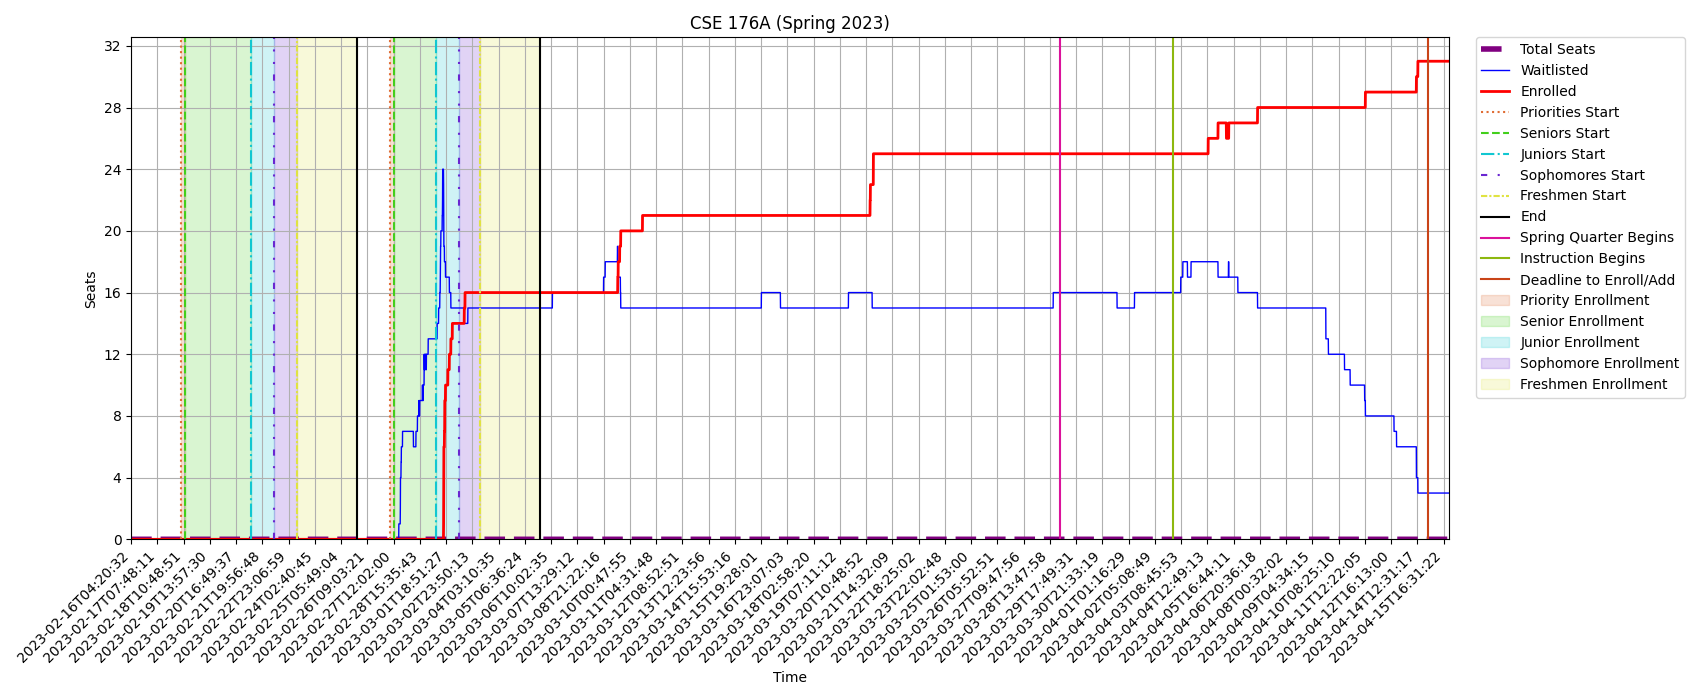 CSE 176A (Spring 2023)
Seats
32
28
24
20
16
12
8
4
0
2023-02-16T04:20:32
2023-02-17T07:48:11
2023-02-18T10:48:51
2023-02-19T13:57:30
2023-02-20T16:49:37
2023-02-21T19:56:48
2023-02-22T23:06:59
2023-02-24T02:40:45
2023-02-25T05:49:04
2023-02-26T09:03:21
2023-02-27T12:02:00
2023-02-28T15:35:43
2023-03-01T18:51:27
2023-03-02T23:50:13
2023-03-04T03:10:35
2023-03-05T06:36:24
2023-03-06T10:02:35
2023-03-07T13:29:12
2023-03-08T21:22:16
2023-03-10T00:47:55
2023-03-11T04:31:48
2023-03-12T08:52:51
2023-03-13T12:23:56
2023-03-14T15:53:16
2023-03-15T19:28:01
2023-03-16T23:07:03
2023-03-18T02:58:20
2023-03-19T07:11:12
2023-03-20T10:48:52
2023-03-21T14:32:09
2023-03-22T18:25:02
2023-03-23T22:02:48
2023-03-25T01:53:00
2023-03-26T05:52:51
2023-03-27T09:47:56
2023-03-28T13:47:58
2023-03-29T17:49:31
2023-03-30T21:33:19
2023-04-01T01:16:29
2023-04-02T05:08:49
2023-04-03T08:45:53
2023-04-04T12:49:13
2023-04-05T16:44:11
2023-04-06T20:36:18
2023-04-08T00:32:02
2023-04-09T04:34:15
2023-04-10T08:25:10
2023-04-11T12:22:05
2023-04-12T16:13:00
2023-04-14T12:31:17
2023-04-15T16:31:22
Time
Total Seats
Waitlisted
Enrolled
Priorities Start
Seniors Start
Juniors Start
Sophomores Start
Freshmen Start
End
Spring Quarter Begins
Instruction Begins
Deadline to Enroll/Add
Priority Enrollment
Senior Enrollment
Junior Enrollment
Sophomore Enrollment
Freshmen Enrollment